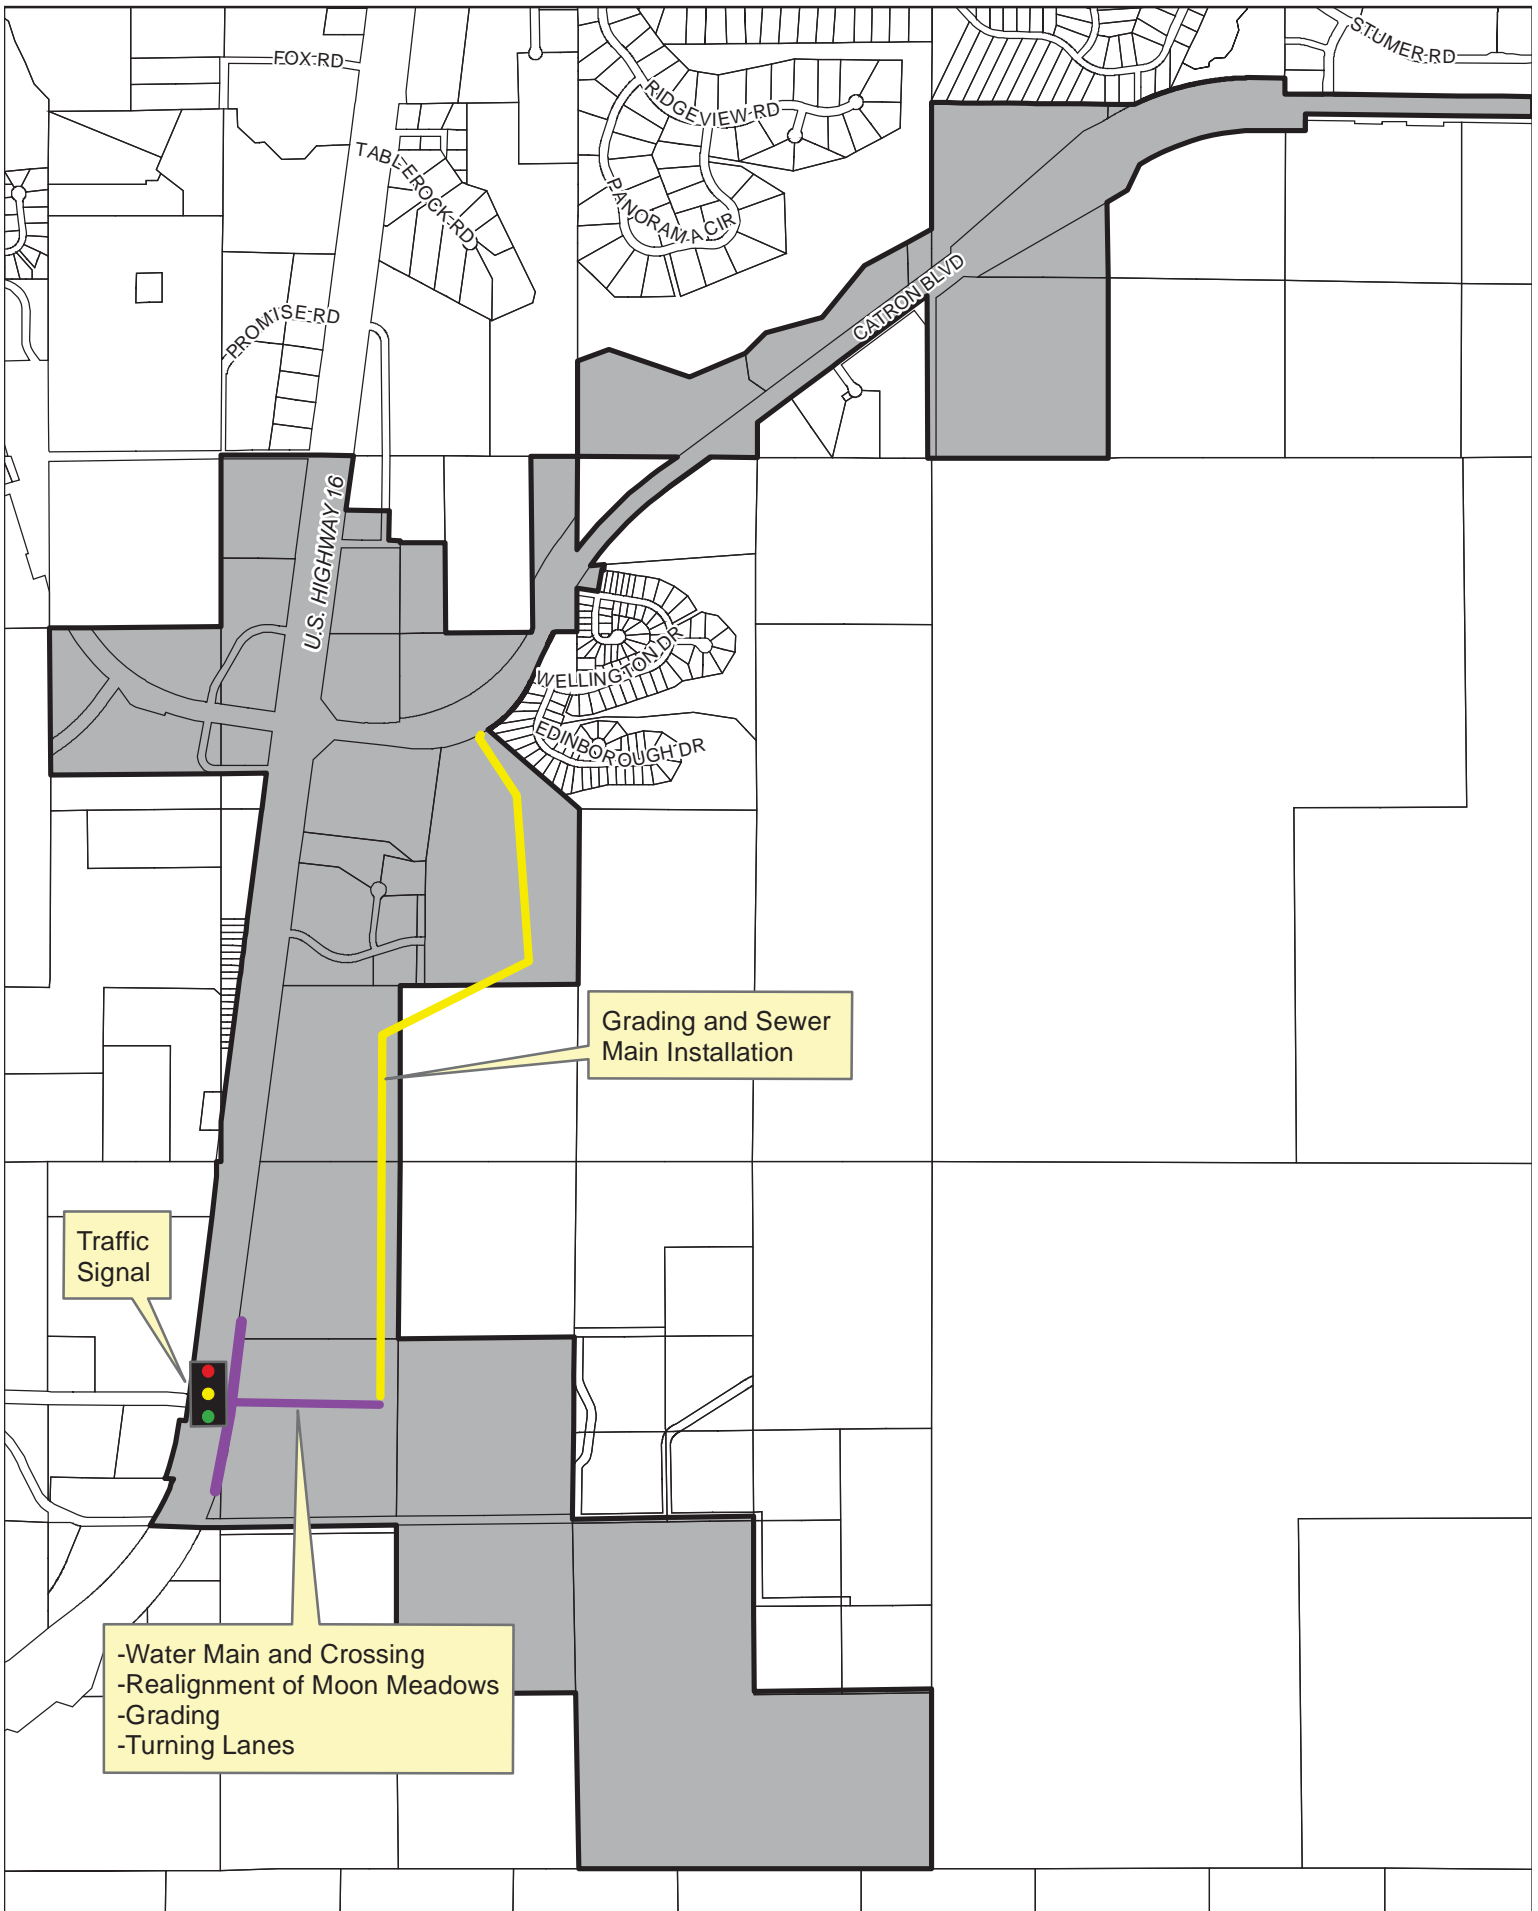 FOX RD
STUMER RD
RIDGEVIEW RD
TABLEROCK RD
PANORAMA CIR
PROMISE RD
CATRON BLVD
U.S. HIGHWAY 16
WELLINGTON DR
EDINBOROUGH DR
Grading and Sewer
Main Installation
Traffic
Signal
-Water Main and Crossing
-Realignment of Moon Meadows
-Grading
-Turning Lanes